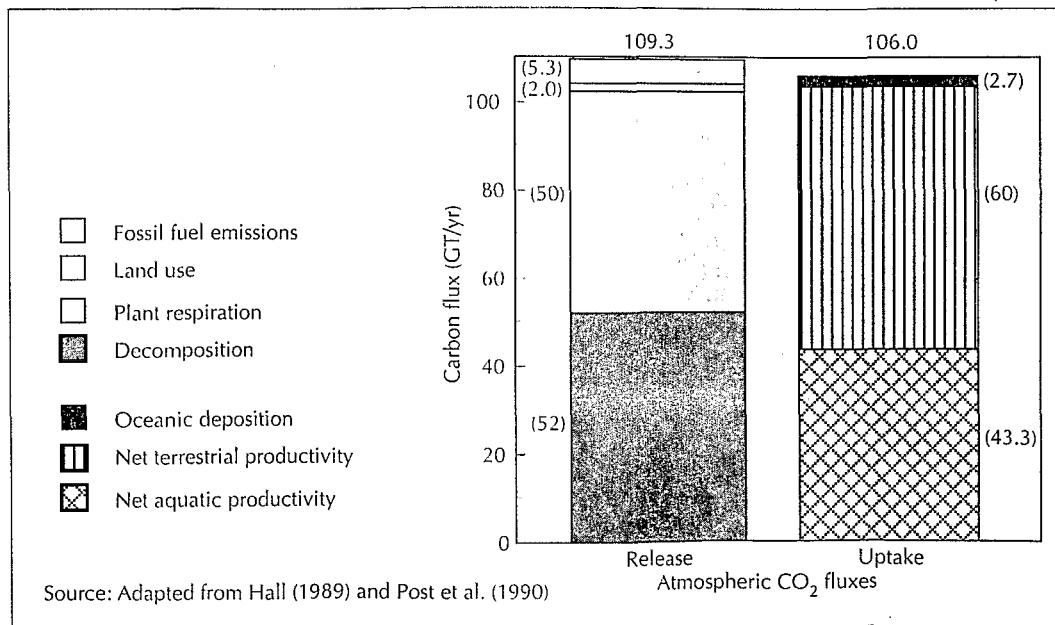 109.3 106.0
(5.3)
(2.0)
(2.7)
100
80
(50)
(60)
60
40
(52)
(43.3)
20
0
Carbon flux (GT/yr)
Fossil fuel emissions
Land use
Plant respiration
Decomposition
Oceanic deposition
Net terrestrial productivity
Net aquatic productivity
Release Uptake
Atmospheric CO₂ fluxes
Source: Adapted from Hall (1989) and Post et al. (1990)